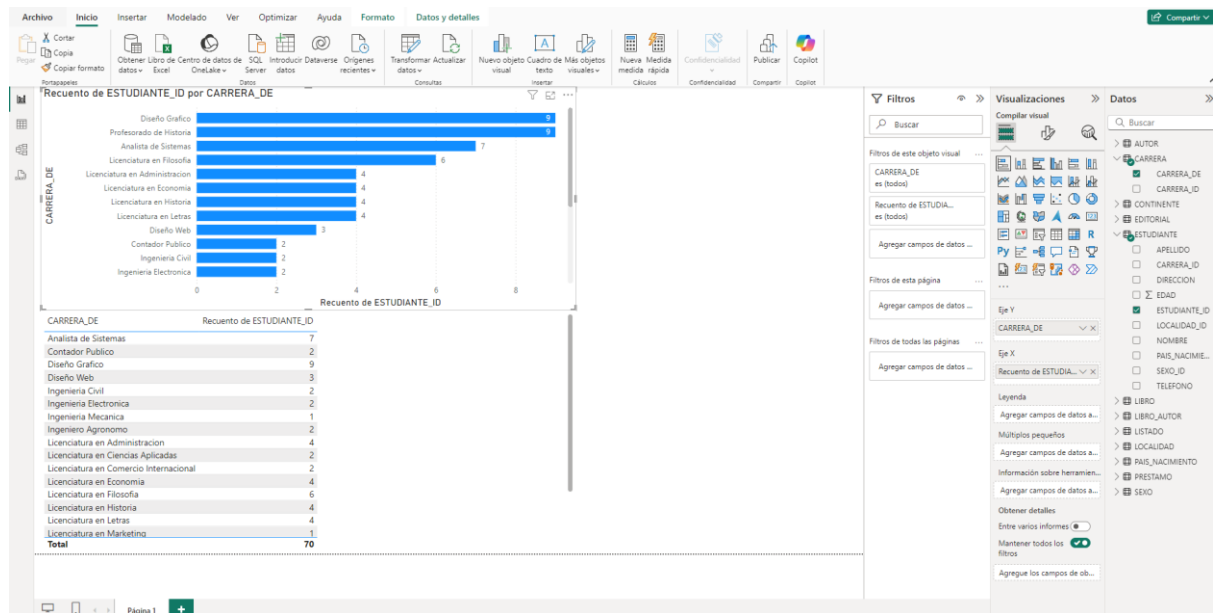 Archivo Inicio Insertar Modelado Ver Optimizar Ayuda Formato Datos y detalles Compartir
Pegar
Cortar
Copia
Copiar formato
Portapapeles
Obtener datos
Libro de Excel
Centro de datos de OneLake
SQL Server
Introducir datos
Dataverse
Orígenes recientes
Datos
Transformar datos
Actualizar
Consultas
Nuevo objeto visual
Cuadro de texto
Más objetos visuales
Insertar
Nueva medida
Medida rápida
Cálculos
Confidencialidad
Confidencialidad
Publicar
Compartir
Copilot
Copilot
Recuento de ESTUDIANTE_ID por CARRERA_DE
CARRERA_DE
Diseño Grafico 9
Profesorado de Historia 9
Analista de Sistemas 7
Licenciatura en Filosofia 6
Licenciatura en Administracion 4
Licenciatura en Economia 4
Licenciatura en Historia 4
Licenciatura en Letras 4
Diseño Web 3
Contador Publico 2
Ingenieria Civil 2
Ingenieria Electronica 2
0 2 4 6 8
Recuento de ESTUDIANTE_ID
CARRERA_DE Recuento de ESTUDIANTE_ID
Analista de Sistemas 7
Contador Publico 2
Diseño Grafico 9
Diseño Web 3
Ingenieria Civil 2
Ingenieria Electronica 2
Ingenieria Mecanica 1
Ingeniero Agronomo 2
Licenciatura en Administracion 4
Licenciatura en Ciencias Aplicadas 2
Licenciatura en Comercio Internacional 2
Licenciatura en Economia 4
Licenciatura en Filosofia 6
Licenciatura en Historia 4
Licenciatura en Letras 4
Licenciatura en Marketing 1
Total 70
Página 1
Filtros
Buscar
Filtros de este objeto visual ...
CARRERA_DE
es (todos)
Recuento de ESTUDIA...
es (todos)
Agregar campos de datos ...
Filtros de esta página ...
Agregar campos de datos ...
Filtros de todas las páginas ...
Agregar campos de datos ...
Visualizaciones
Compilar visual
R
Py
...
Eje Y
CARRERA_DE
Eje X
Recuento de ESTUDIA...
Leyenda
Agregar campos de datos a...
Múltiplos pequeños
Agregar campos de datos a...
Información sobre herramien...
Agregar campos de datos a...
Obtener detalles
Entre varios informes
Mantener todos los
filtros
Agregue los campos de ob...
Datos
Buscar
AUTOR
CARRERA
CARRERA_DE
CARRERA_ID
CONTINENTE
EDITORIAL
ESTUDIANTE
APELLIDO
CARRERA_ID
DIRECCION
EDAD
ESTUDIANTE_ID
LOCALIDAD_ID
NOMBRE
PAIS_NACIMIE...
SEXO_ID
TELEFONO
LIBRO
LIBRO_AUTOR
LISTADO
LOCALIDAD
PAIS_NACIMIENTO
PRESTAMO
SEXO